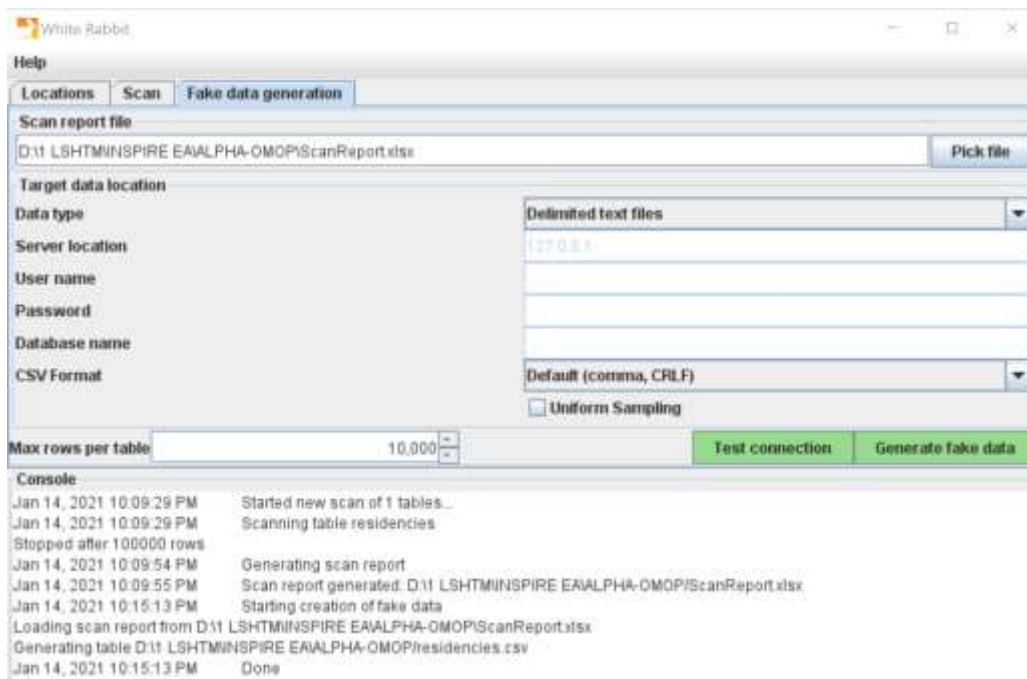 White Rabbit
Help
Locations Scan Fake data generation
Scan report file
D:\1 LSHTM\INSPIRE EA\ALPHA-OMOP\ScanReport.xlsx Pick file
Target data location
Data type Delimited text files
Server location 127.0.0.1
User name
Password
Database name
CSV Format Default (comma, CRLF)
Uniform Sampling
Max rows per table 10,000 Test connection Generate fake data
Console
Jan 14, 2021 10:09:29 PM Started new scan of 1 tables...
Jan 14, 2021 10:09:29 PM Scanning table residencies
Stopped after 100000 rows
Jan 14, 2021 10:09:54 PM Generating scan report
Jan 14, 2021 10:09:55 PM Scan report generated: D:\1 LSHTM\INSPIRE EA\ALPHA-OMOP/ScanReport.xlsx
Jan 14, 2021 10:15:13 PM Starting creation of fake data
Loading scan report from D:\1 LSHTM\INSPIRE EA\ALPHA-OMOP\ScanReport.xlsx
Generating table D:\1 LSHTM\INSPIRE EA\ALPHA-OMOP/residencies.csv
Jan 14, 2021 10:15:13 PM Done